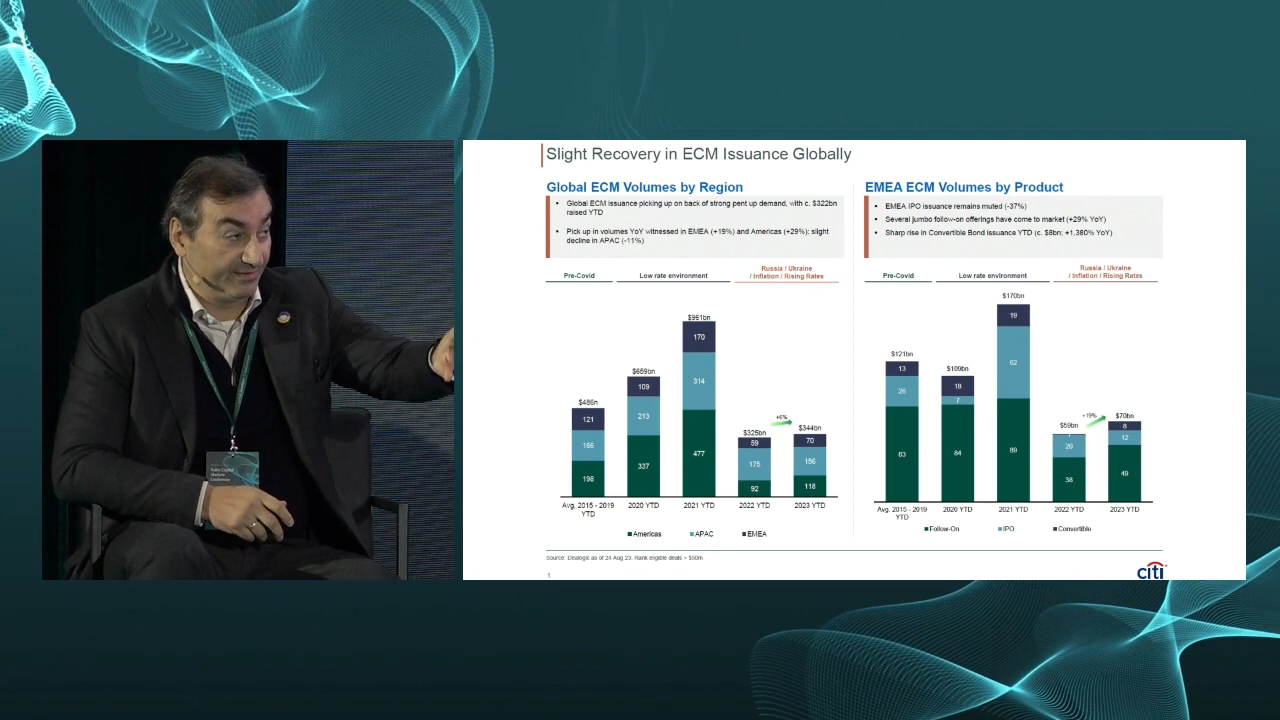 Slight Recovery in ECM Issuance Globally
Global ECM Volumes by Region
Global ECM issuance picking up on back of strong pent up demand, with c. $322bn
raised YTD
Pick up in volumes YoY witnessed in EMEA (+19%) and Americas (+29%); slight
decline in APAC (-11%)
Pre-Covid
Low rate environment
Russia / Ukraine
/ Inflation / Rising Rates
$486n
121
166
198
$659bn
109
213
337
$961bn
170
314
477
$325bn
59
175
92
+6%
$344bn
70
156
118
Avg. 2015 - 2019
YTD
2020 YTD
2021 YTD
2022 YTD
2023 YTD
Americas
APAC
EMEA
EMEA ECM Volumes by Product
EMEA IPO issuance remains muted (-37%)
Several jumbo follow-on offerings have come to market (+29% YoY)
Sharp rise in Convertible Bond issuance YTD (c. $8bn; +1,380% YoY)
Pre-Covid
Low rate environment
Russia / Ukraine
/ Inflation / Rising Rates
$121bn
13
26
83
$109bn
18
7
84
$170bn
19
62
89
$59bn
1
20
38
+19%
$70bn
8
12
49
Avg. 2015 - 2019
YTD
2020 YTD
2021 YTD
2022 YTD
2023 YTD
Follow-On
IPO
Convertible
Source: Dealogic as of 24 Aug 23. Rank eligible deals > $50m
1
citi
Capital
Markets
Conference